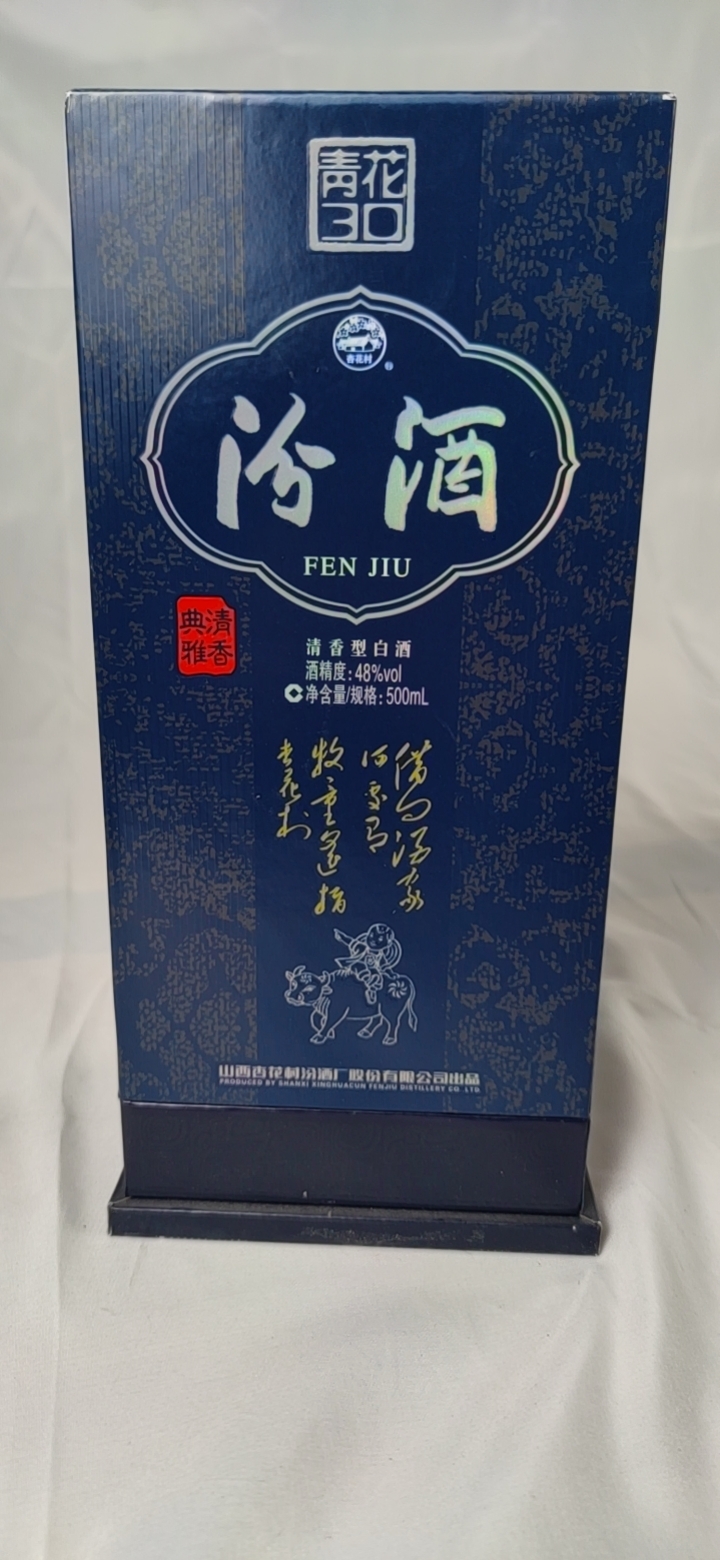 青花
30
杏花村
汾酒
FEN JIU
清香
典雅
清香型白酒
酒精度:48%vol
净含量/规格:500mL
借问酒家
何处有
牧童遥指
杏花村
山西杏花村汾酒厂股份有限公司出品
PRODUCED BY SHANXI XINGHUACUN FENJIU DISTILLERY CO. LTD.